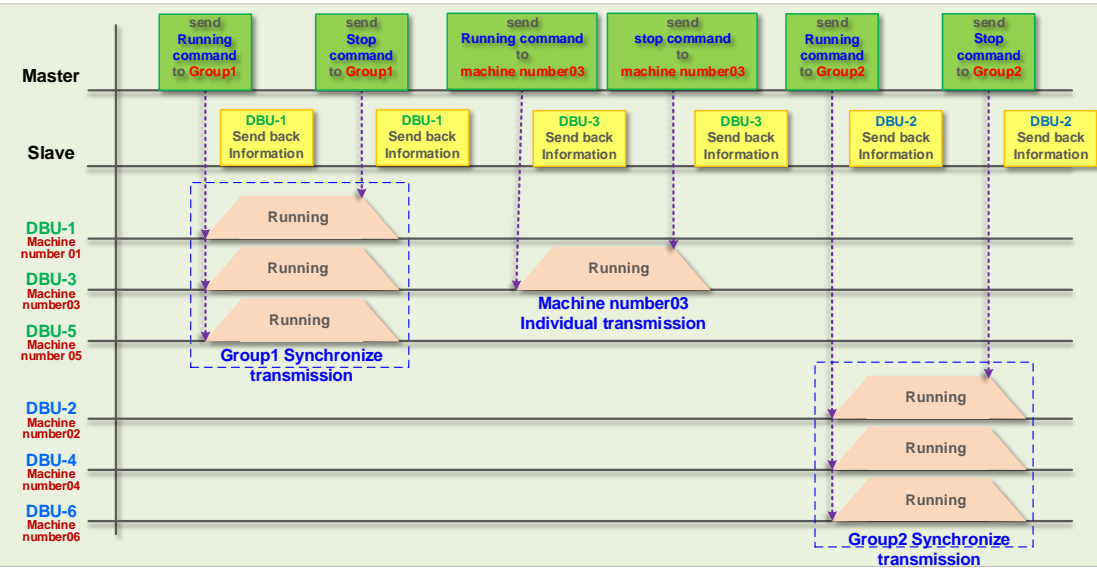 send
Running
command
to Group1
send
Stop
command
to Group1
send
Running command
to
machine number03
send
stop command
to
machine number03
send
Running
command
to Group2
send
Stop
command
to Group2
Master
DBU-1
Send back
Information
DBU-1
Send back
Information
DBU-3
Send back
Information
DBU-3
Send back
Information
DBU-2
Send back
Information
DBU-2
Send back
Information
Slave
Running
DBU-1
Machine
number 01
Running
Running
DBU-3
Machine
number03
Machine number03
Individual transmission
Running
DBU-5
Machine
number 05
Group1 Synchronize
transmission
Running
DBU-2
Machine
number02
Running
DBU-4
Machine
number04
Running
DBU-6
Machine
number06
Group2 Synchronize
transmission